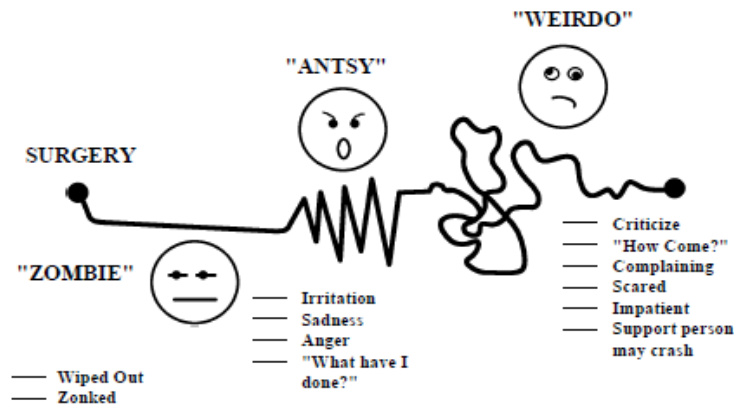 "WEIRDO"
"ANTSY"
SURGERY
"ZOMBIE"
Wiped Out
Zonked
Irritation
Sadness
Anger
"What have I
done?"
Criticize
"How Come?"
Complaining
Scared
Impatient
Support person
may crash